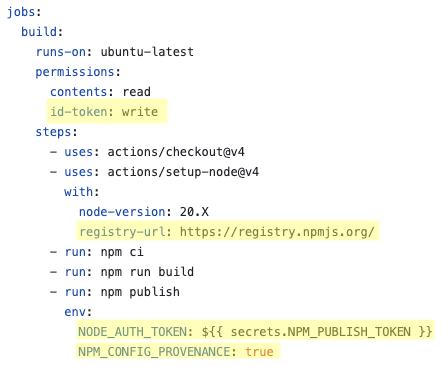 jobs:
  build:
    runs-on: ubuntu-latest
    permissions:
      contents: read
      id-token: write
    steps:
      - uses: actions/checkout@v4
      - uses: actions/setup-node@v4
        with:
          node-version: 20.X
          registry-url: https://registry.npmjs.org/
      - run: npm ci
      - run: npm run build
      - run: npm publish
        env:
          NODE_AUTH_TOKEN: ${{ secrets.NPM_PUBLISH_TOKEN }}
          NPM_CONFIG_PROVENANCE: true